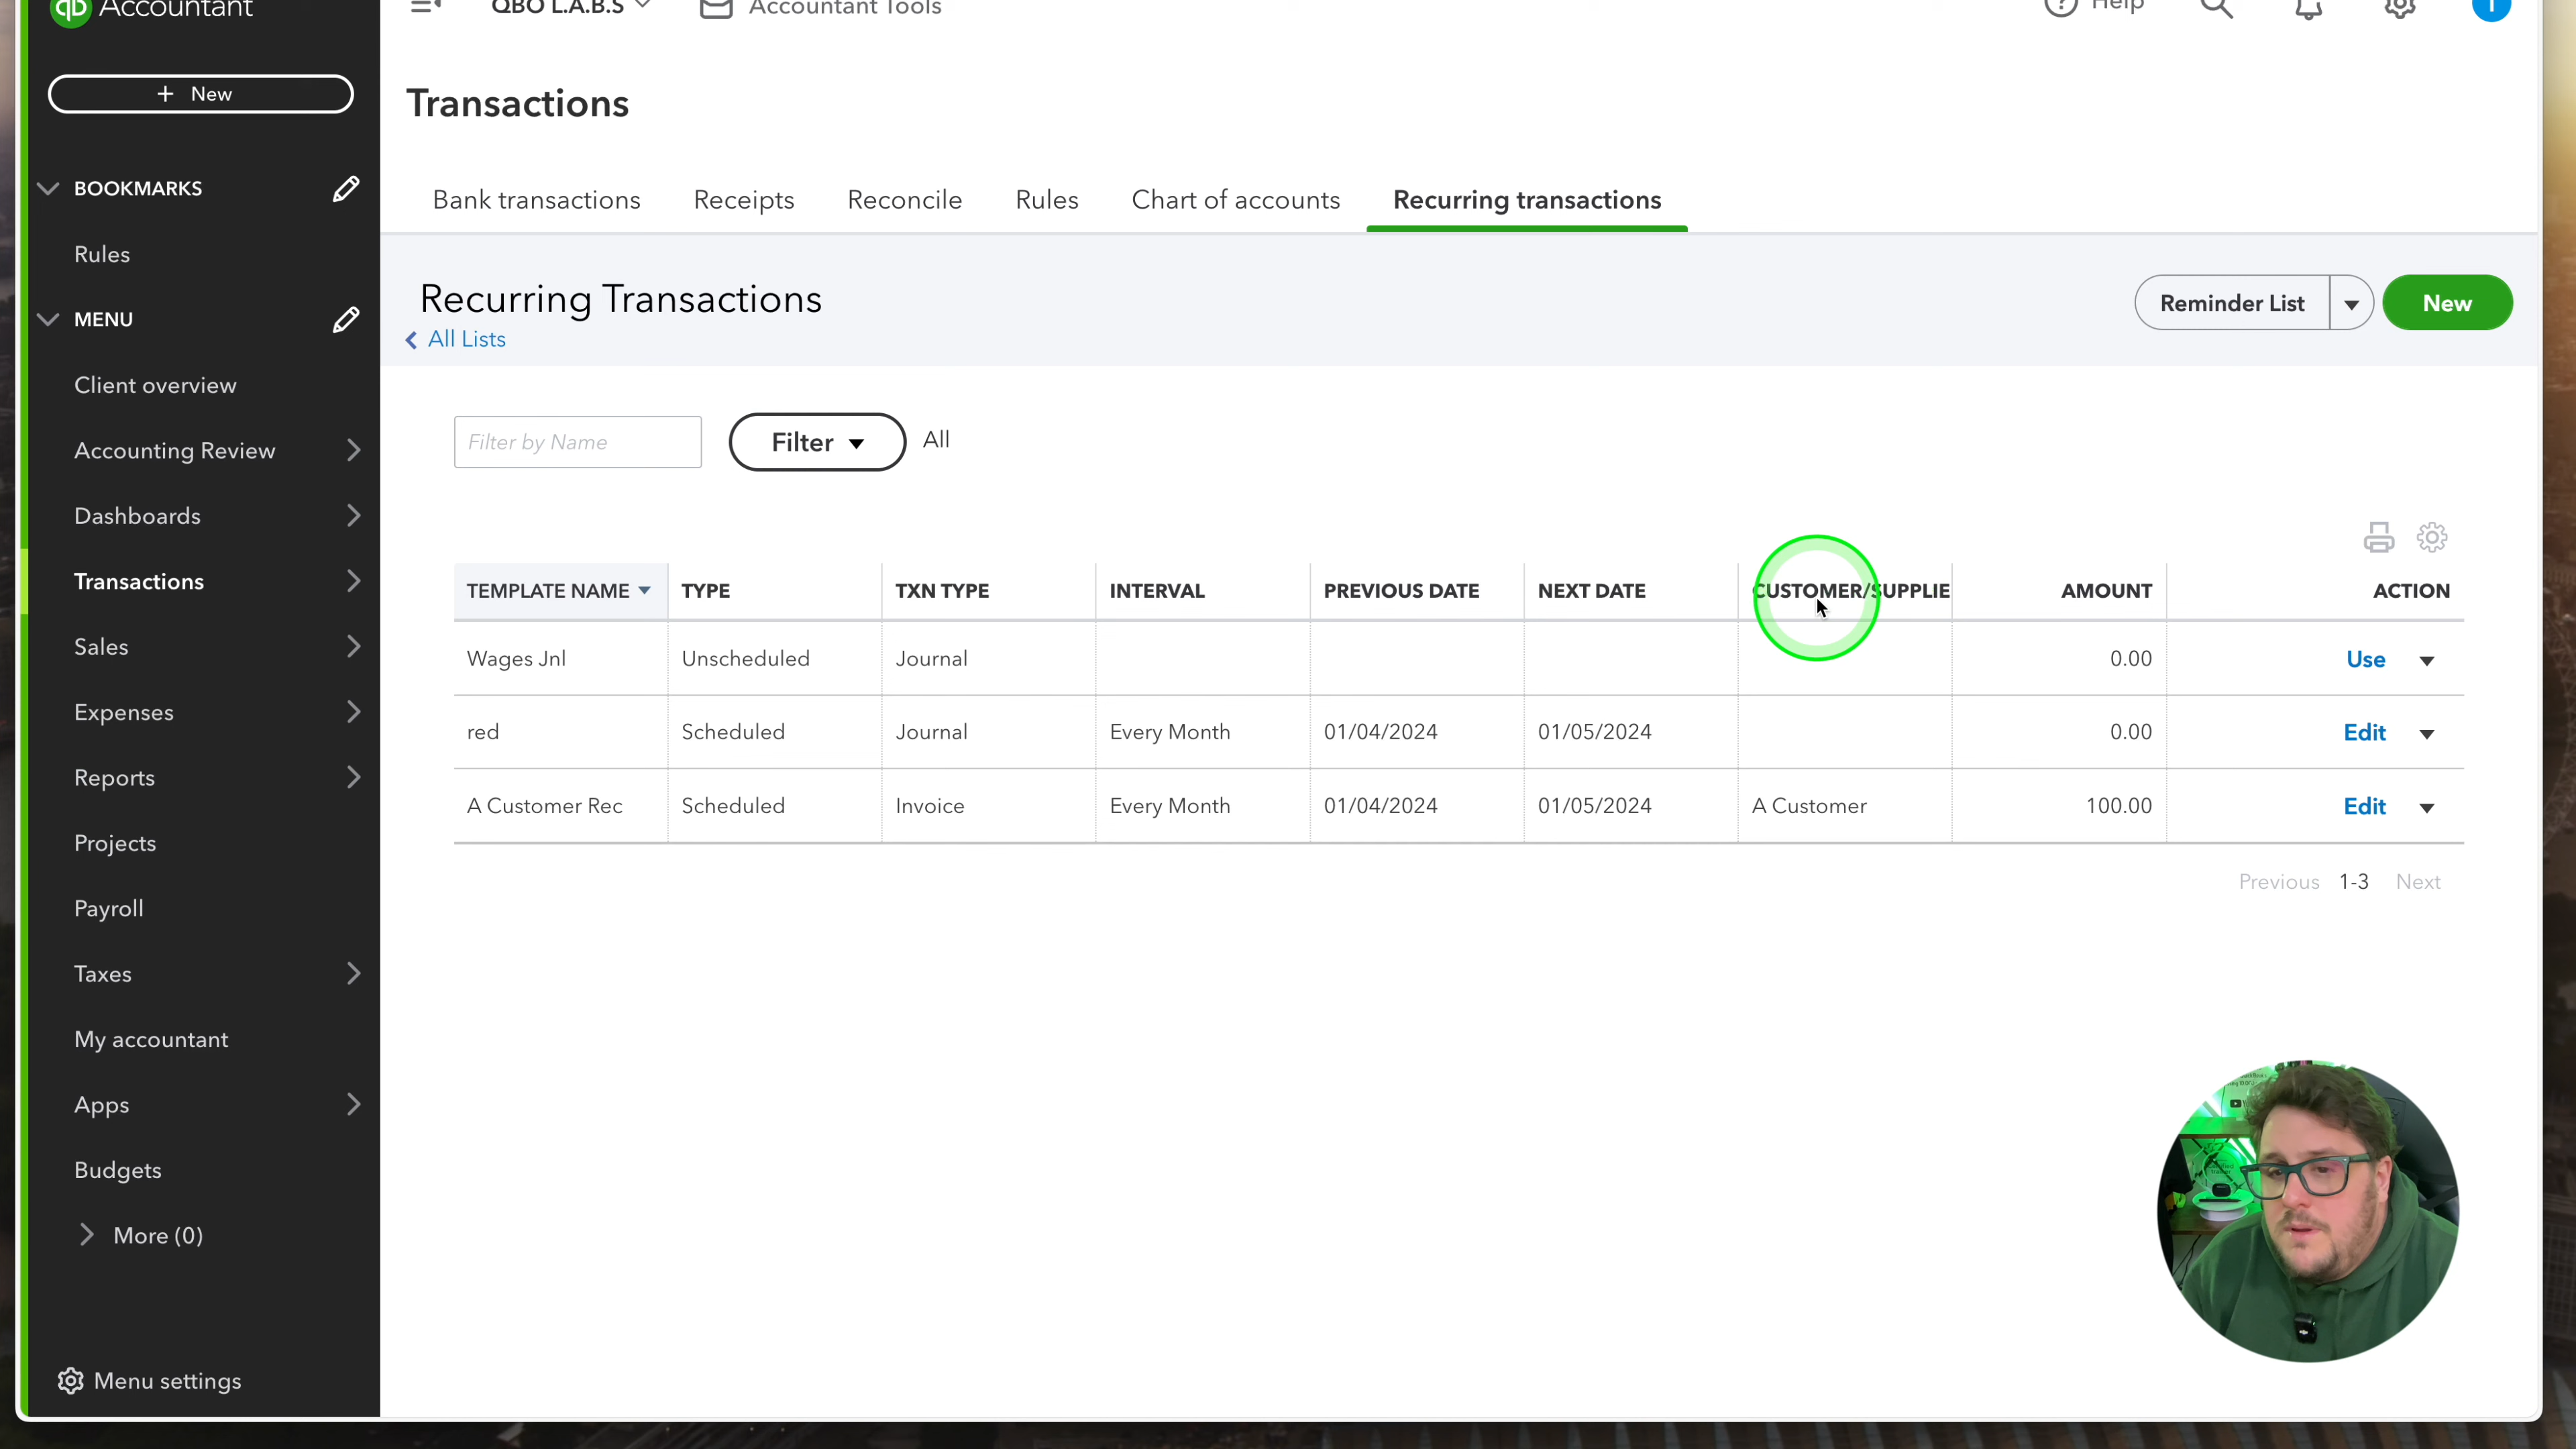 qb Accountant
QBO L.A.B.S
Accountant Tools
Help
+ New
Transactions
BOOKMARKS
Bank transactions
Receipts
Reconcile
Rules
Chart of accounts
Recurring transactions
Rules
Recurring Transactions
Reminder List
New
MENU
All Lists
Client overview
Filter by Name
Filter
All
Accounting Review
Dashboards
Transactions
Sales
Expenses
Reports
Projects
Payroll
Taxes
My accountant
Apps
Budgets
More (0)
Menu settings
TEMPLATE NAME TYPE TXN TYPE INTERVAL PREVIOUS DATE NEXT DATE CUSTOMER/SUPPLIE AMOUNT ACTION
Wages Jnl Unscheduled Journal 0.00 Use
red Scheduled Journal Every Month 01/04/2024 01/05/2024 0.00 Edit
A Customer Rec Scheduled Invoice Every Month 01/04/2024 01/05/2024 A Customer 100.00 Edit
Previous 1-3 Next